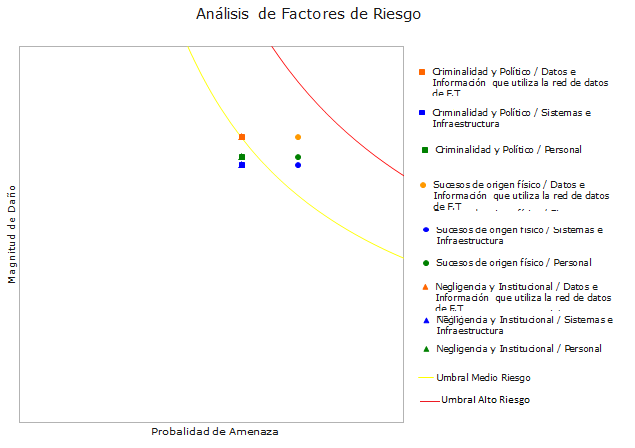 Análisis de Factores de Riesgo
Magnitud de Daño
Probalidad de Amenaza
Criminalidad y Político / Datos e
Información que utiliza la red de datos
de F.T
Criminalidad y Político / Sistemas e
Infraestructura
Criminalidad y Político / Personal
Sucesos de origen físico / Datos e
Información que utiliza la red de datos
de F.T
Sucesos de origen físico / Sistemas e
Infraestructura
Sucesos de origen físico / Personal
Negligencia y Institucional / Datos e
Información que utiliza la red de datos
de F.T
Negligencia y Institucional / Sistemas e
Infraestructura
Negligencia y Institucional / Personal
Umbral Medio Riesgo
Umbral Alto Riesgo